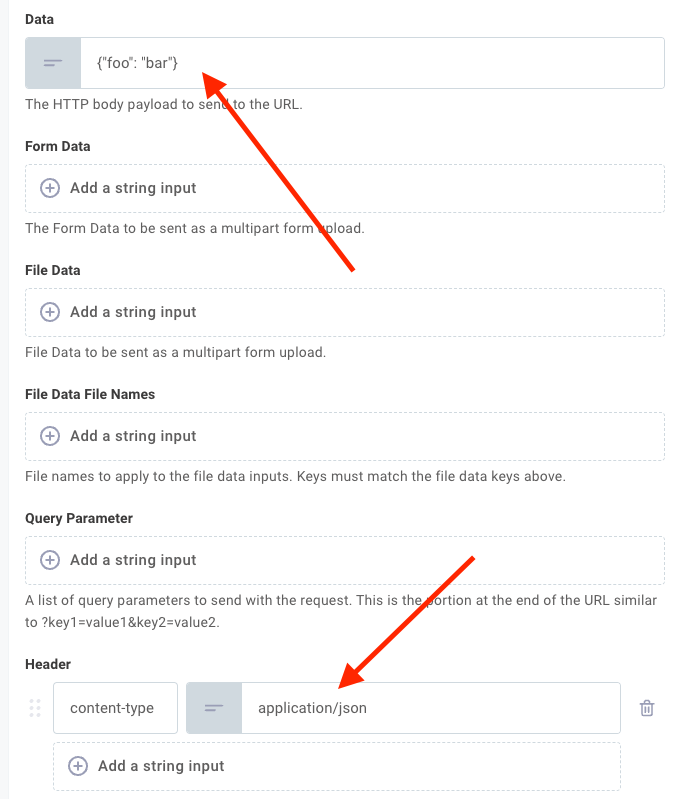 Data
{"foo": "bar"}
The HTTP body payload to send to the URL.
Form Data
Add a string input
The Form Data to be sent as a multipart form upload.
File Data
Add a string input
File Data to be sent as a multipart form upload.
File Data File Names
Add a string input
File names to apply to the file data inputs. Keys must match the file data keys above.
Query Parameter
Add a string input
A list of query parameters to send with the request. This is the portion at the end of the URL similar
to ?key1=value1&key2=value2.
Header
content-type application/json
Add a string input